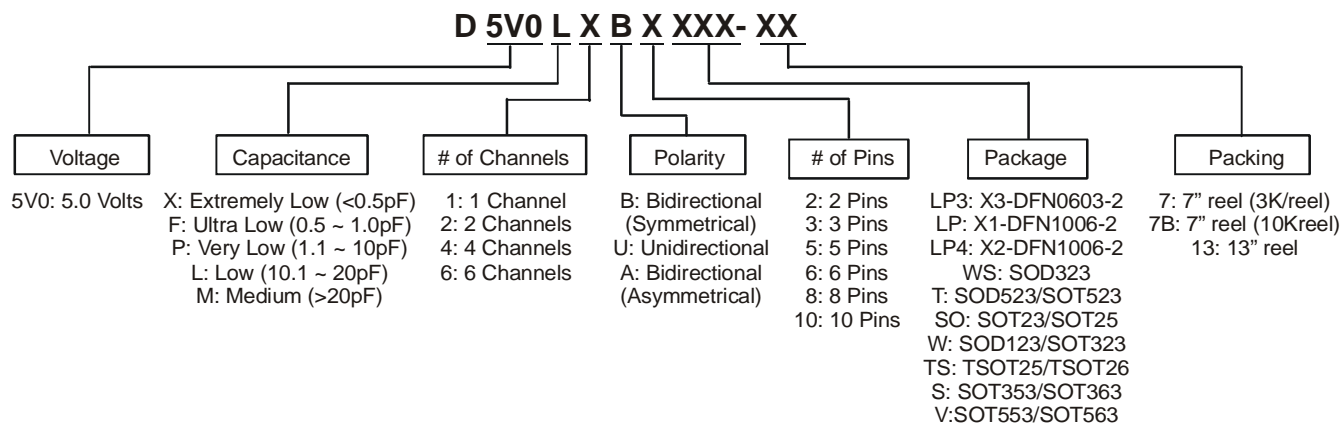 D 5V0 L X B X XXX- XX
Voltage
5V0: 5.0 Volts
Capacitance
X: Extremely Low (<0.5pF)
F: Ultra Low (0.5 ~ 1.0pF)
P: Very Low (1.1 ~ 10pF)
L: Low (10.1 ~ 20pF)
M: Medium (>20pF)
# of Channels
1: 1 Channel
2: 2 Channels
4: 4 Channels
6: 6 Channels
Polarity
B: Bidirectional
(Symmetrical)
U: Unidirectional
A: Bidirectional
(Asymmetrical)
# of Pins
2: 2 Pins
3: 3 Pins
5: 5 Pins
6: 6 Pins
8: 8 Pins
10: 10 Pins
Package
LP3: X3-DFN0603-2
LP: X1-DFN1006-2
LP4: X2-DFN1006-2
WS: SOD323
T: SOD523/SOT523
SO: SOT23/SOT25
W: SOD123/SOT323
TS: TSOT25/TSOT26
S: SOT353/SOT363
V:SOT553/SOT563
Packing
7: 7” reel (3K/reel)
7B: 7” reel (10Kreel)
13: 13” reel